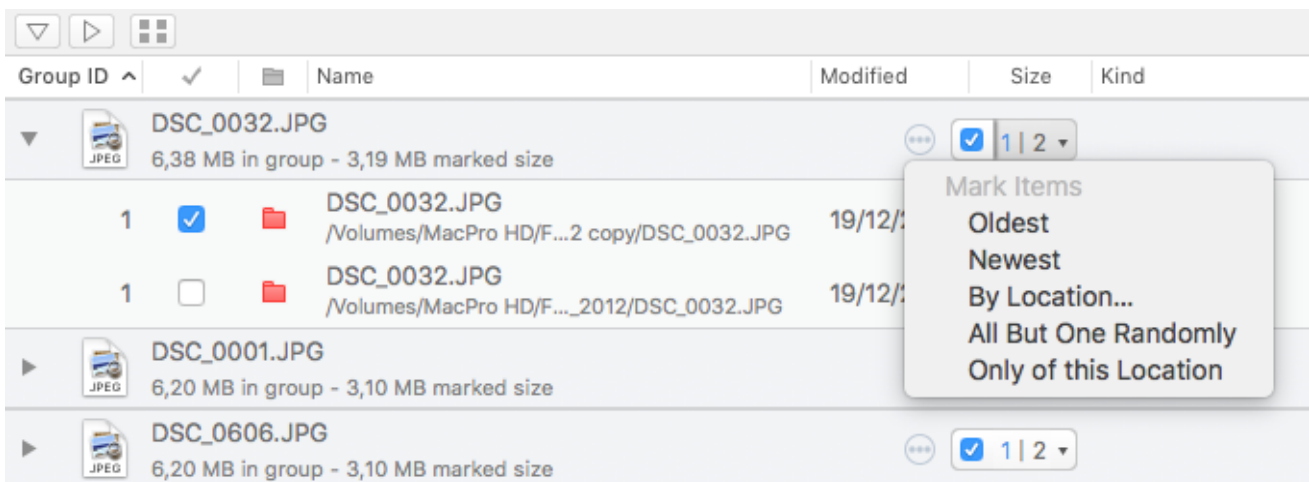 Group ID Name Modified Size Kind
DSC_0032.JPG
6,38 MB in group - 3,19 MB marked size
JPEG
1 | 2
Mark Items
Oldest
Newest
By Location...
All But One Randomly
Only of this Location
1 DSC_0032.JPG 19/12/
/Volumes/MacPro HD/F...2 copy/DSC_0032.JPG
1 DSC_0032.JPG 19/12/
/Volumes/MacPro HD/F..._2012/DSC_0032.JPG
DSC_0001.JPG
6,20 MB in group - 3,10 MB marked size
JPEG
DSC_0606.JPG
6,20 MB in group - 3,10 MB marked size
JPEG
1 | 2